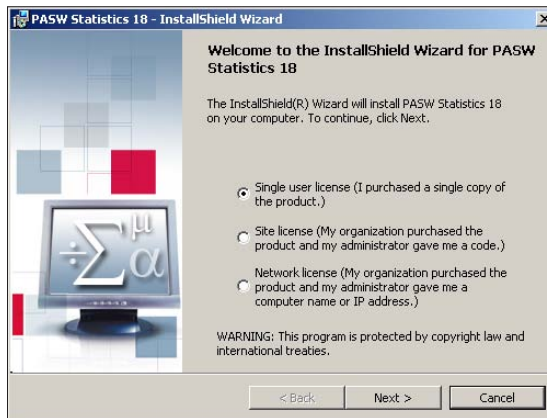 PASW Statistics 18 - InstallShield Wizard
Welcome to the InstallShield Wizard for PASW
Statistics 18
The InstallShield(R) Wizard will install PASW Statistics 18
on your computer. To continue, click Next.
Single user license (I purchased a single copy of
the product.)
Site license (My organization purchased the
product and my administrator gave me a code.)
Network license (My organization purchased the
product and my administrator gave me a
computer name or IP address.)
WARNING: This program is protected by copyright law and
international treaties.
÷ Σ μ α
< Back
Next >
Cancel